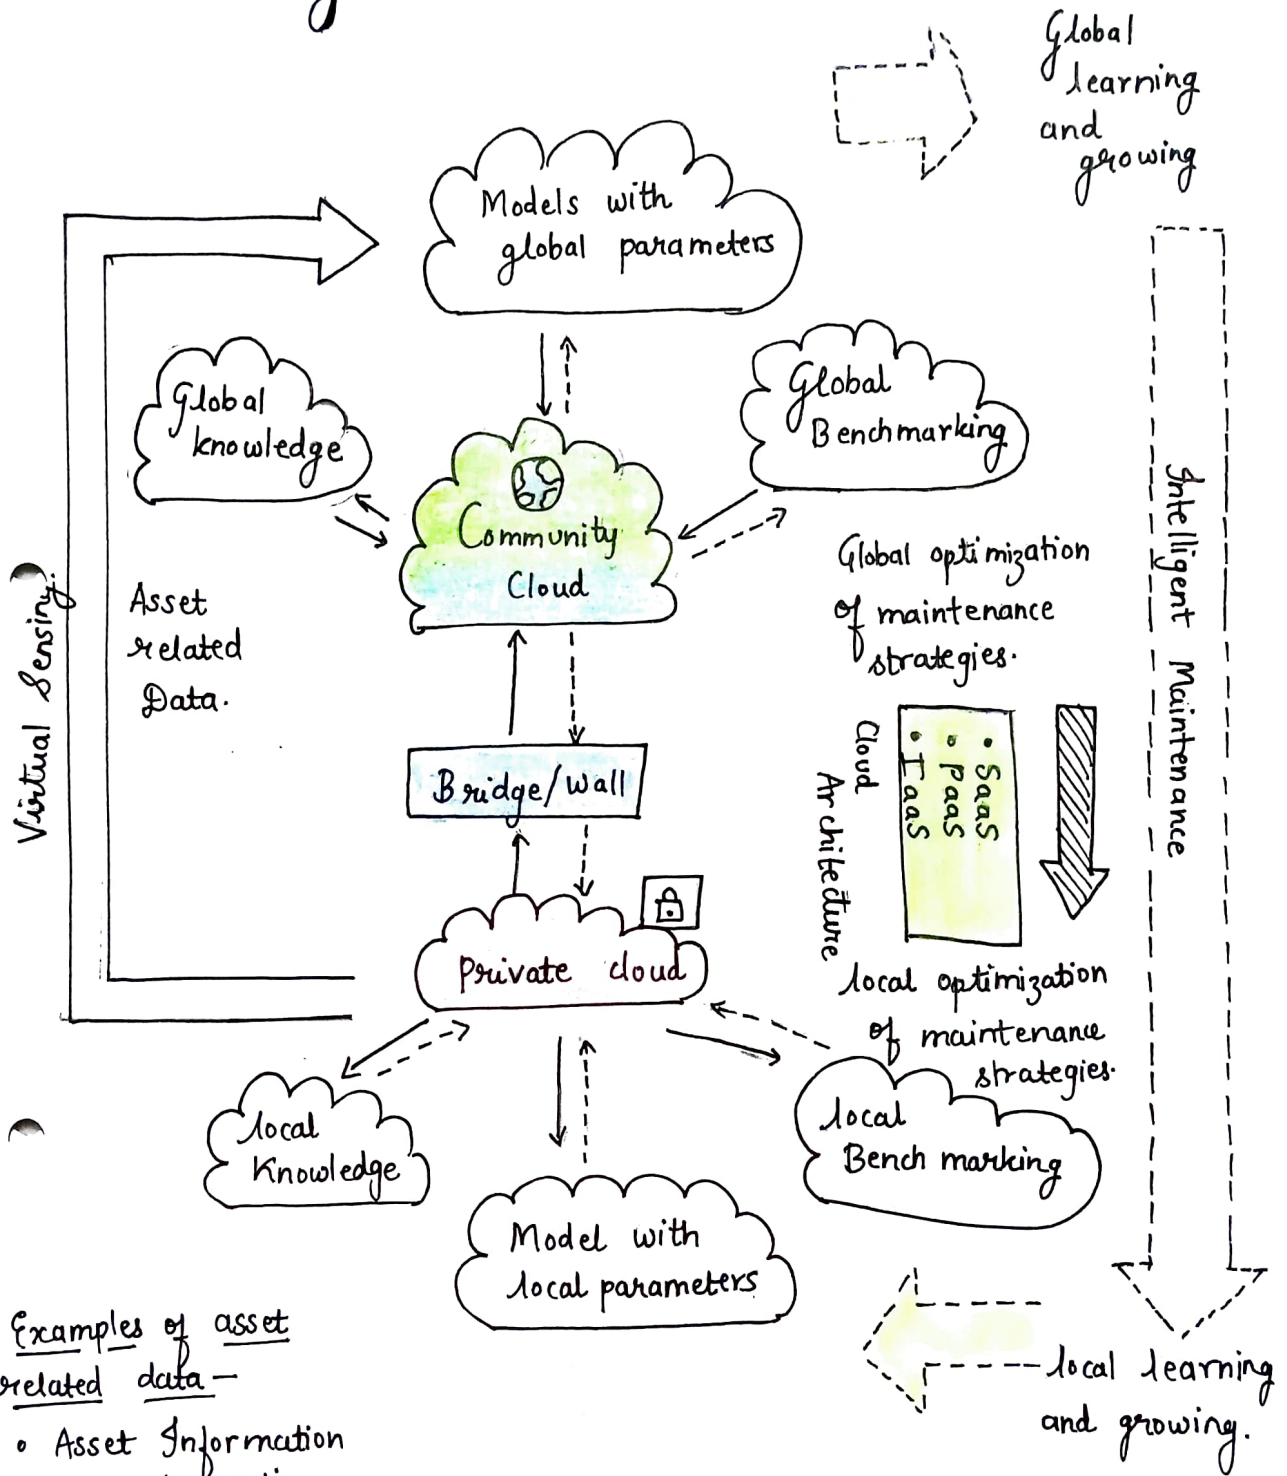 Global
learning
and
growing
Models with
global parameters
Global
knowledge
Global
Benchmarking
Community
Cloud
Global optimization
of maintenance
strategies.
Asset
related
Data.
Virtual Sensing.
Intelligent Maintenance
Bridge/Wall
Cloud
Architecture
• SaaS
• PaaS
• IaaS
Private cloud
local optimization
of maintenance
strategies.
local
Knowledge
local
Bench marking
Model with
local parameters
Examples of asset
related data —
• Asset Information
local learning
and growing.